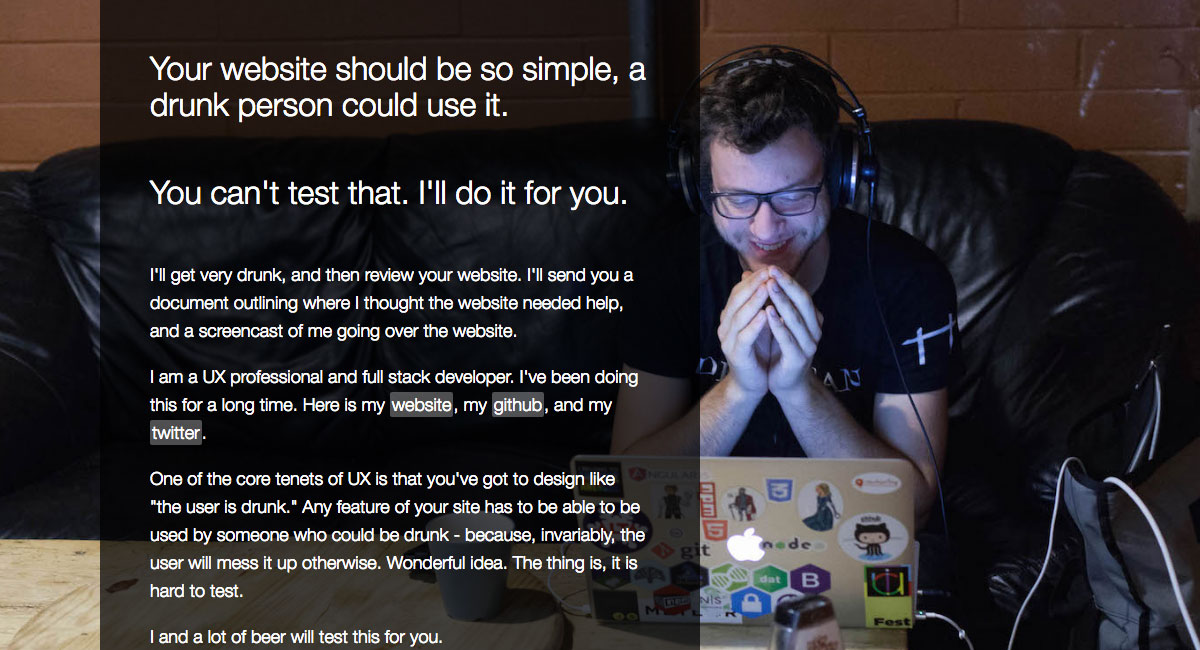 Your website should be so simple, a
drunk person could use it.
You can't test that. I'll do it for you.
I'll get very drunk, and then review your website. I'll send you a
document outlining where I thought the website needed help,
and a screencast of me going over the website.
I am a UX professional and full stack developer. I've been doing
this for a long time. Here is my website, my github, and my
twitter.
One of the core tenets of UX is that you've got to design like
"the user is drunk." Any feature of your site has to be able to be
used by someone who could be drunk - because, invariably, the
user will mess it up otherwise. Wonderful idea. The thing is, it is
hard to test.
I and a lot of beer will test this for you.
ANGULARJS
github
git
node
.dat
B
Fest